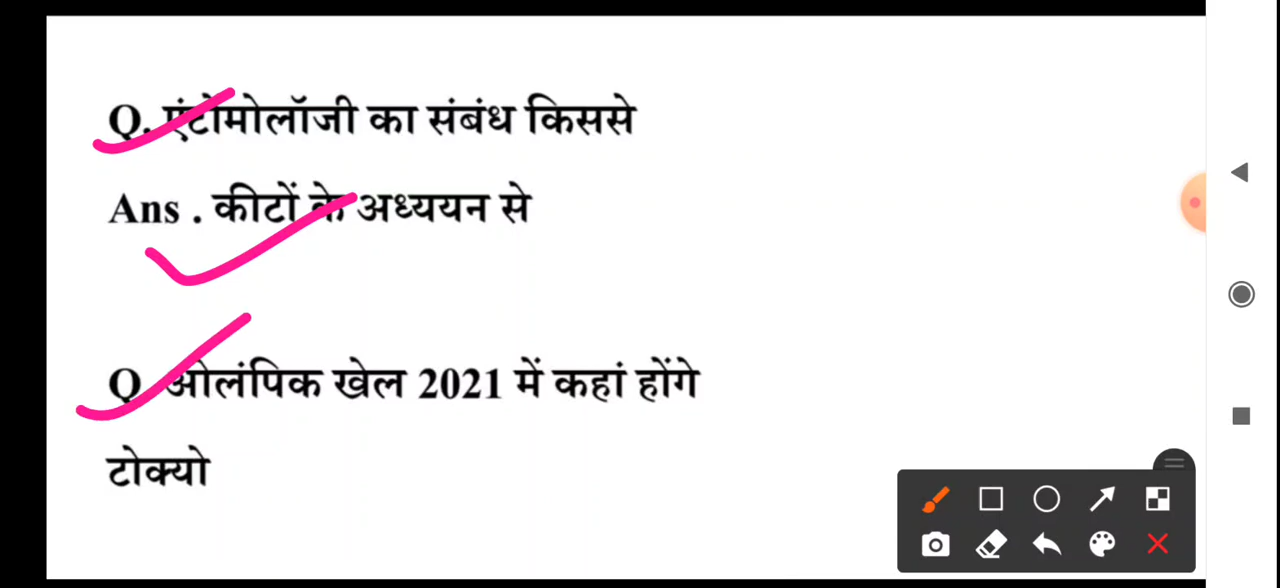 Q. एंटोमोलॉजी का संबंध किससे
Ans . कीटों के अध्ययन से
Q ओलंपिक खेल 2021 में कहां होंगे
टोक्यो